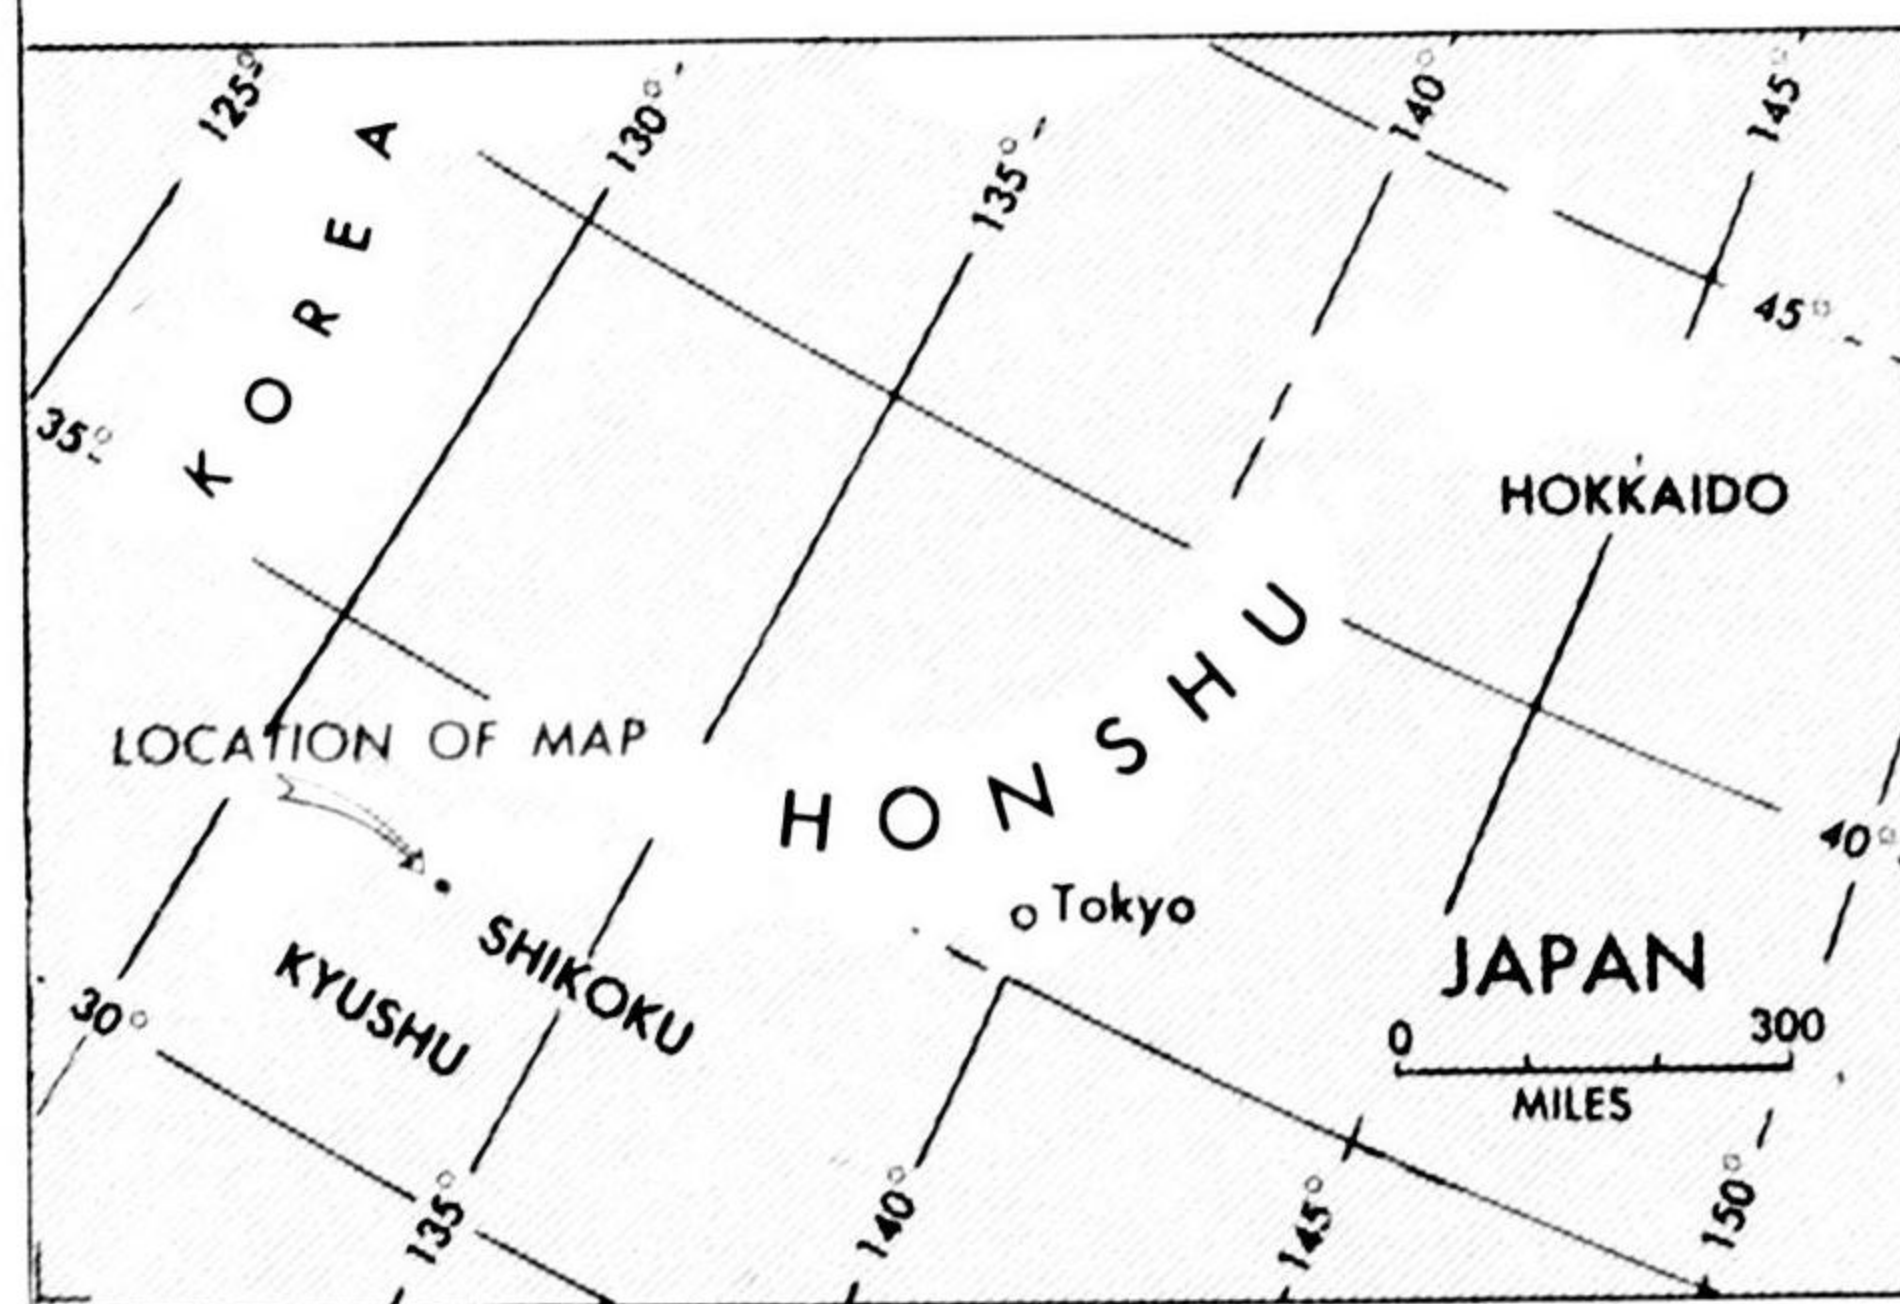 125°
130°
135°
140°
145°
KOREA
45°
35°
HOKKAIDO
HONSHU
LOCATION OF MAP
40°
Tokyo
SHIKOKU
KYUSHU
JAPAN
30°
0 300
MILES
135°
140°
145°
150°